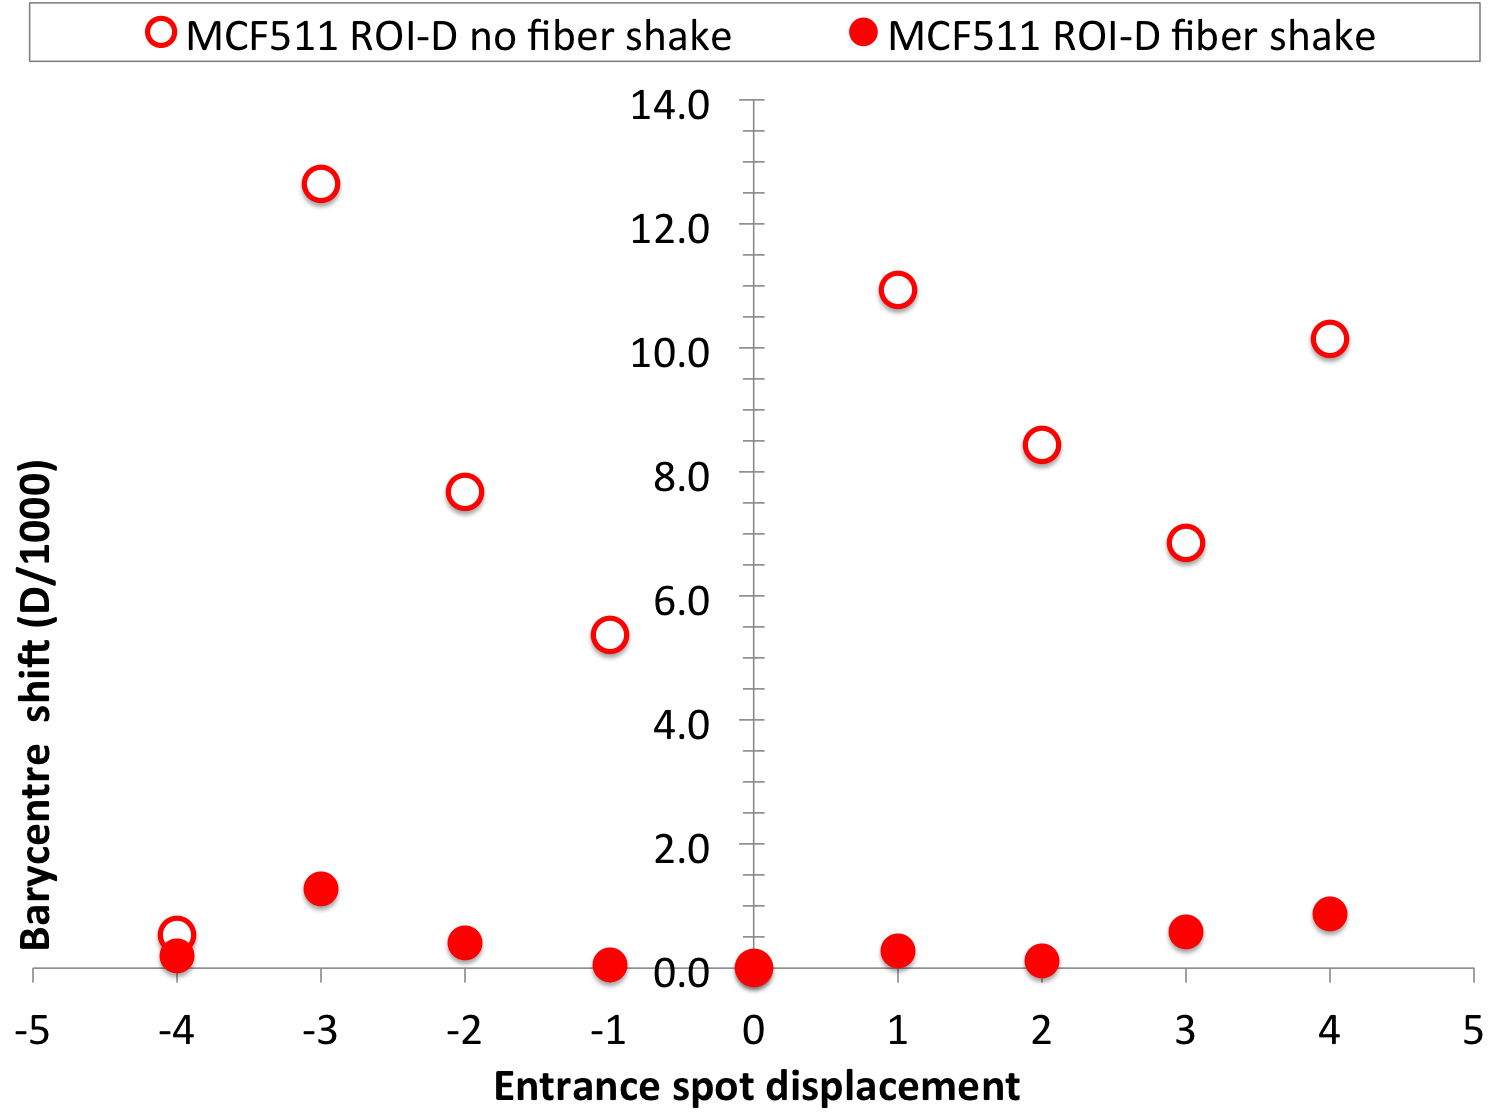 MCF511 ROI-D no fiber shake MCF511 ROI-D fiber shake
14.0
12.0
10.0
8.0
6.0
4.0
2.0
0.0
Barycentre shift (D/1000)
-5 -4 -3 -2 -1 0 1 2 3 4 5
Entrance spot displacement